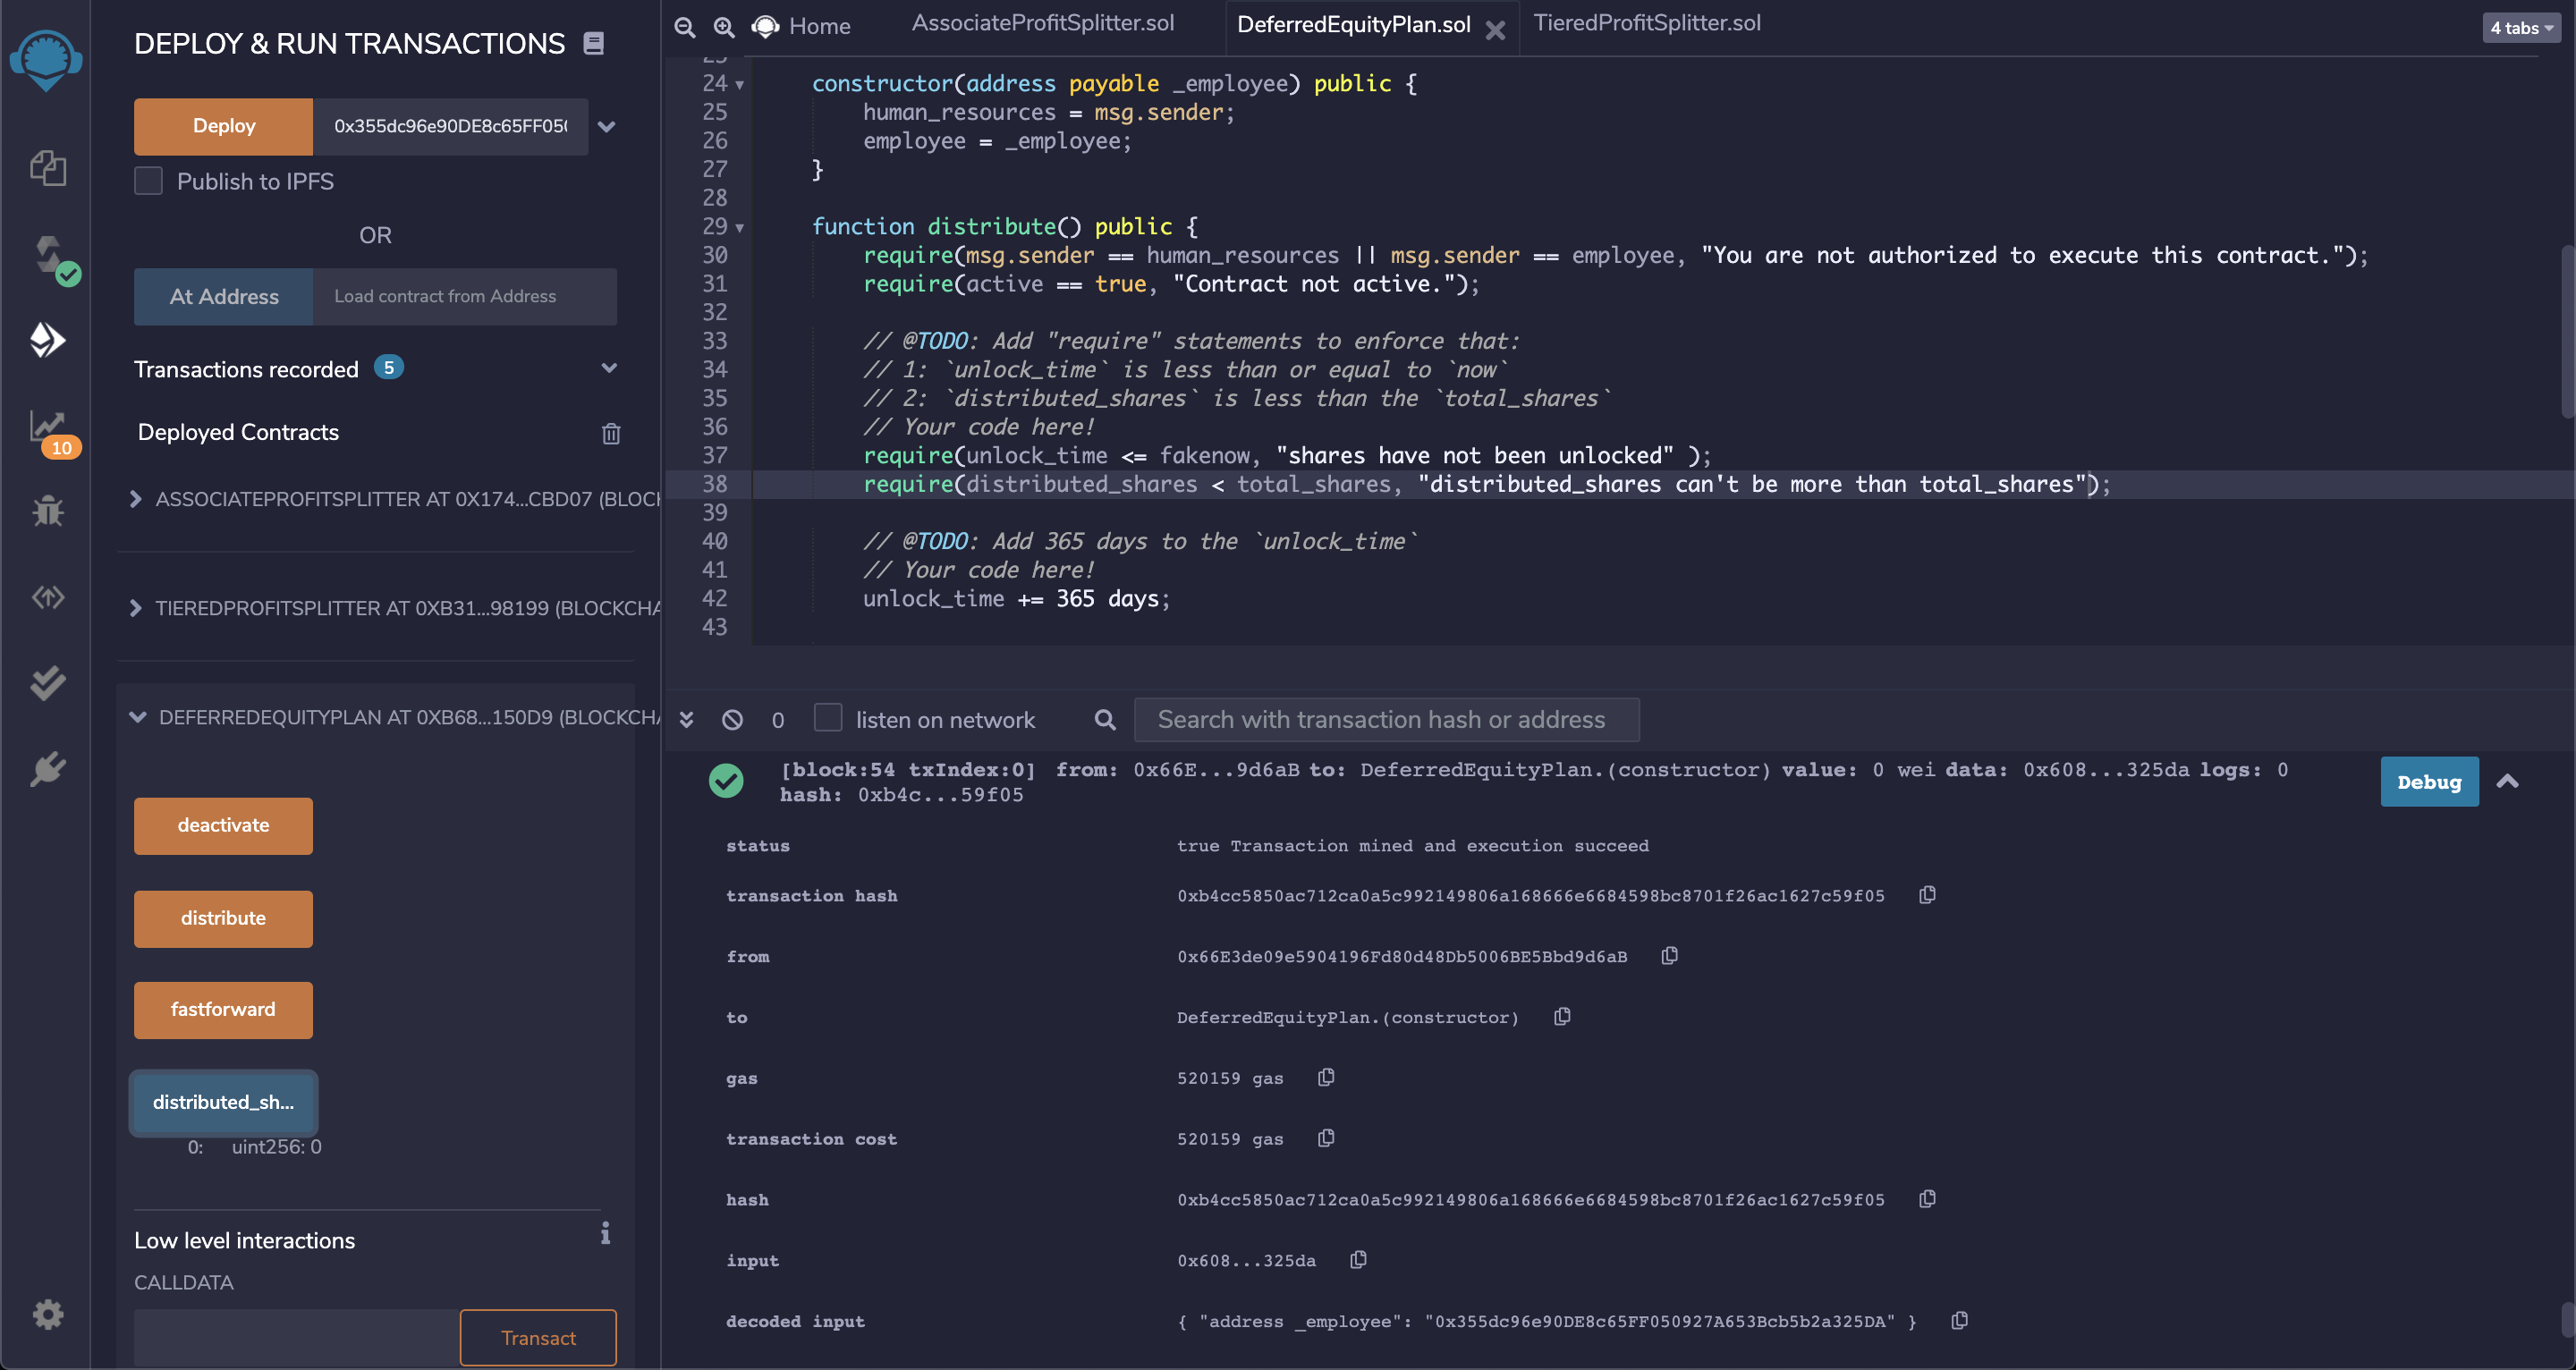 DEPLOY & RUN TRANSACTIONS
Deploy
0x355dc96e90DE8c65FF05
Publish to IPFS
OR
At Address
Load contract from Address
Transactions recorded 5
Deployed Contracts
10
ASSOCIATEPROFITSPLITTER AT 0X174...CBD07 (BLOCK
TIEREDPROFITSPLITTER AT 0XB31...98199 (BLOCKCHA
DEFERREDEQUITYPLAN AT 0XB68...150D9 (BLOCKCHA
deactivate
distribute
fastforward
distributed_sh...
0: uint256: 0
Low level interactions
CALLDATA
Transact
Home
AssociateProfitSplitter.sol
DeferredEquityPlan.sol
TieredProfitSplitter.sol
4 tabs
24 constructor(address payable _employee) public {
25 human_resources = msg.sender;
26 employee = _employee;
27 }
28
29 function distribute() public {
30 require(msg.sender == human_resources || msg.sender == employee, "You are not authorized to execute this contract.");
31 require(active == true, "Contract not active.");
32
33 // @TODO: Add "require" statements to enforce that:
34 // 1: `unlock_time` is less than or equal to `now`
35 // 2: `distributed_shares` is less than the `total_shares`
36 // Your code here!
37 require(unlock_time <= fakenow, "shares have not been unlocked" );
38 require(distributed_shares < total_shares, "distributed_shares can't be more than total_shares");
39
40 // @TODO: Add 365 days to the `unlock_time`
41 // Your code here!
42 unlock_time += 365 days;
43
0
listen on network
Search with transaction hash or address
[block:54 txIndex:0] from: 0x66E...9d6aB to: DeferredEquityPlan.(constructor) value: 0 wei data: 0x608...325da logs: 0
hash: 0xb4c...59f05
Debug
status true Transaction mined and execution succeed
transaction hash 0xb4cc5850ac712ca0a5c992149806a168666e6684598bc8701f26ac1627c59f05
from 0x66E3de09e5904196Fd80d48Db5006BE5Bbd9d6aB
to DeferredEquityPlan.(constructor)
gas 520159 gas
transaction cost 520159 gas
hash 0xb4cc5850ac712ca0a5c992149806a168666e6684598bc8701f26ac1627c59f05
input 0x608...325da
decoded input { "address _employee": "0x355dc96e90DE8c65FF050927A653Bcb5b2a325DA" }